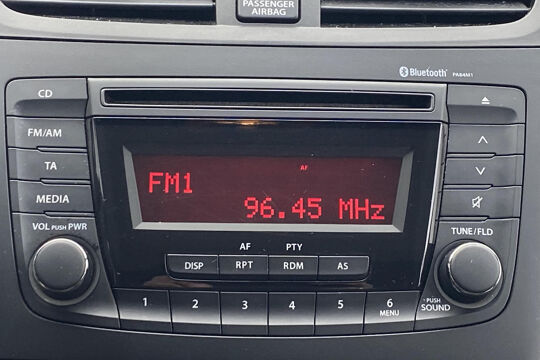 PASSENGER
AIRBAG
Bluetooth PA84M1
CD
FM/AM
TA
MEDIA
VOL PUSH PWR
AF
FM1
96.45 MHz
AF PTY
DISP RPT RDM AS
1 2 3 4 5 6
MENU
TUNE/FLD
PUSH
SOUND